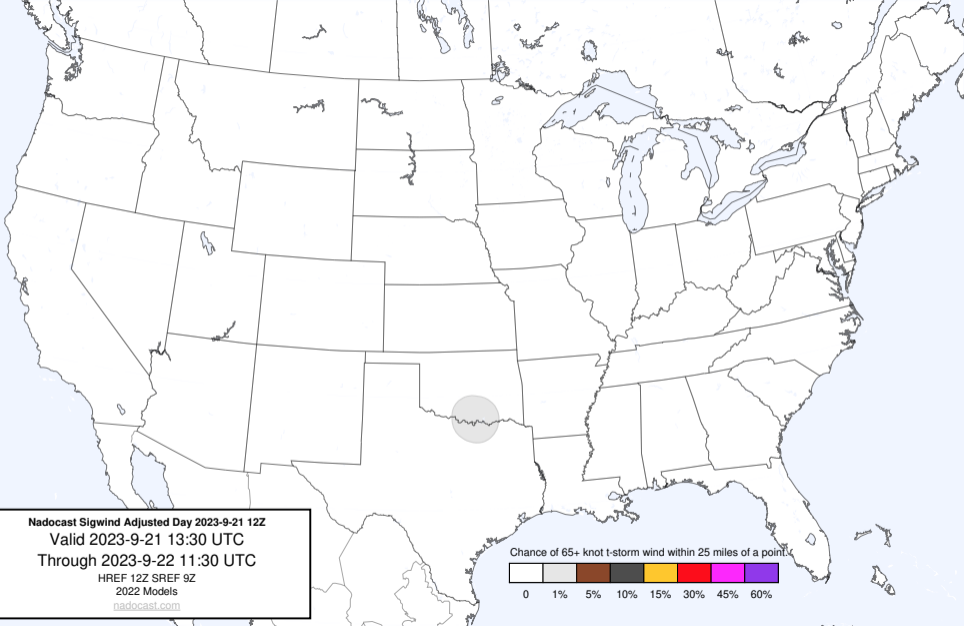 Nadocast Sigwind Adjusted Day 2023-9-21 12Z
Valid 2023-9-21 13:30 UTC
Through 2023-9-22 11:30 UTC
HREF 12Z SREF 9Z
2022 Models
nadocast.com
Chance of 65+ knot t-storm wind within 25 miles of a point.
0 1% 5% 10% 15% 30% 45% 60%